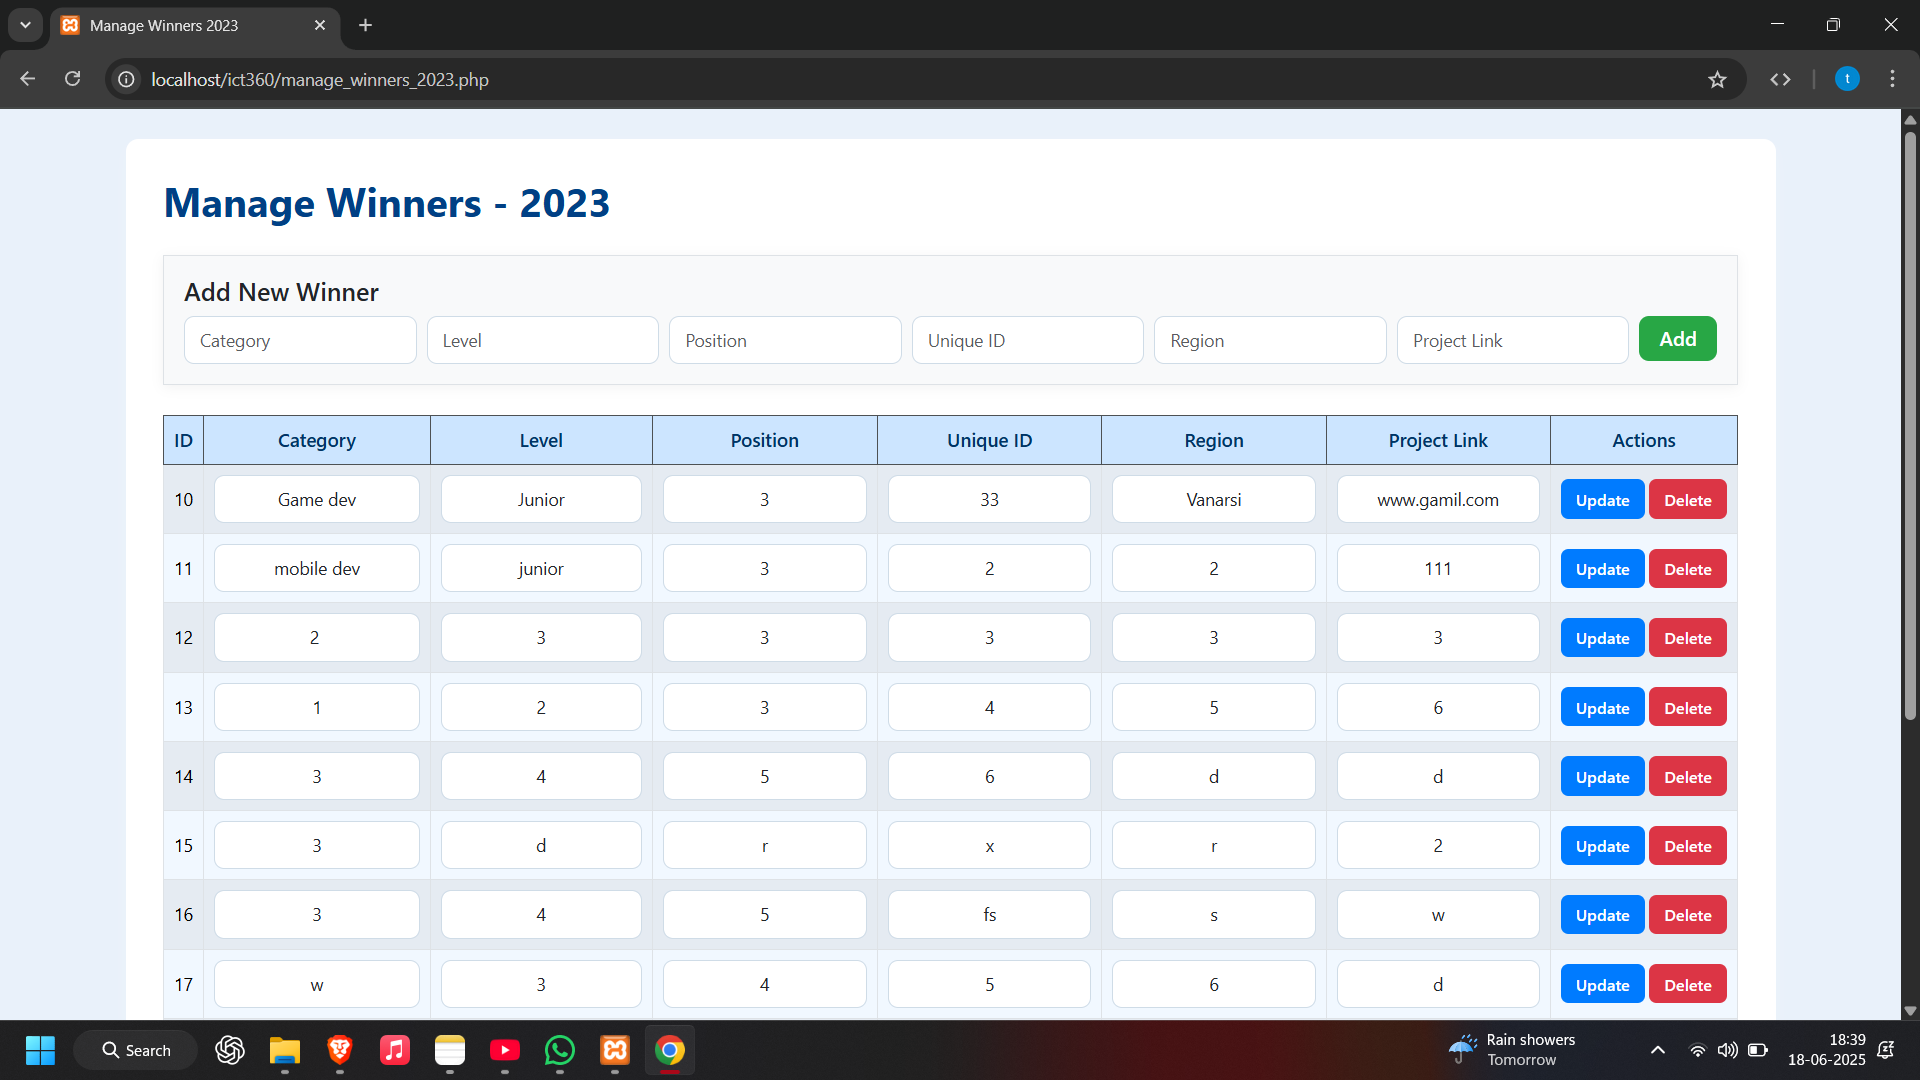 Manage Winners 2023
localhost/ict360/manage_winners_2023.php
t
Manage Winners - 2023
Add New Winner
Category Level Position Unique ID Region Project Link Add
ID Category Level Position Unique ID Region Project Link Actions
10 Game dev Junior 3 33 Vanarsi www.gamil.com Update Delete
11 mobile dev junior 3 2 2 111 Update Delete
12 2 3 3 3 3 3 Update Delete
13 1 2 3 4 5 6 Update Delete
14 3 4 5 6 d d Update Delete
15 3 d r x r 2 Update Delete
16 3 4 5 fs s w Update Delete
17 w 3 4 5 6 d Update Delete
Search
Rain showers
Tomorrow
18:39
18-06-2025